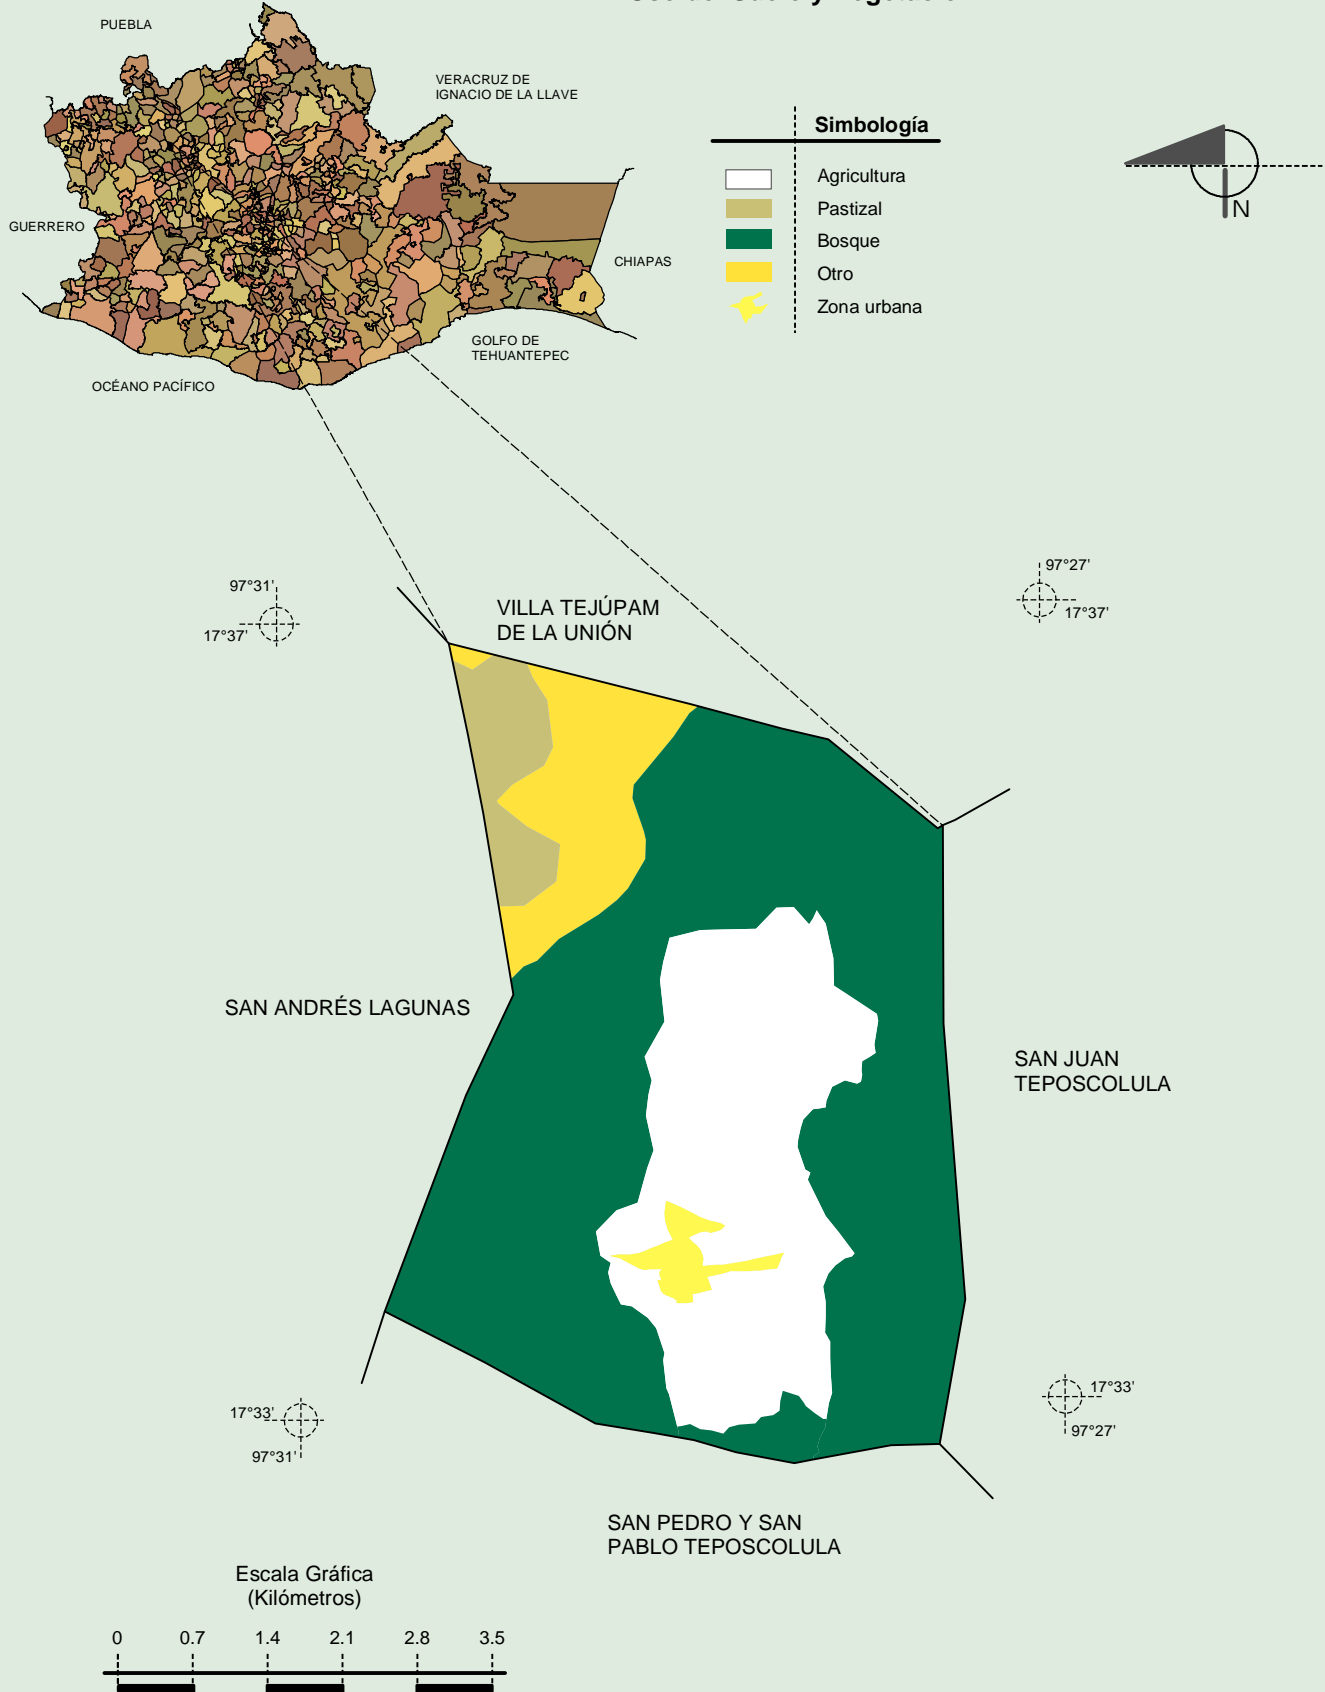 PUEBLA
VERACRUZ DE
IGNACIO DE LA LLAVE
GUERRERO
CHIAPAS
GOLFO DE
TEHUANTEPEC
OCÉANO PACÍFICO
Simbología
Agricultura
Pastizal
Bosque
Otro
Zona urbana
N
97°31'
17°37'
97°27'
17°37'
VILLA TEJÚPAM
DE LA UNIÓN
SAN ANDRÉS LAGUNAS
SAN JUAN
TEPOSCOLULA
17°33'
97°31'
17°33'
97°27'
SAN PEDRO Y SAN
PABLO TEPOSCOLULA
Escala Gráfica
(Kilómetros)
0 0.7 1.4 2.1 2.8 3.5